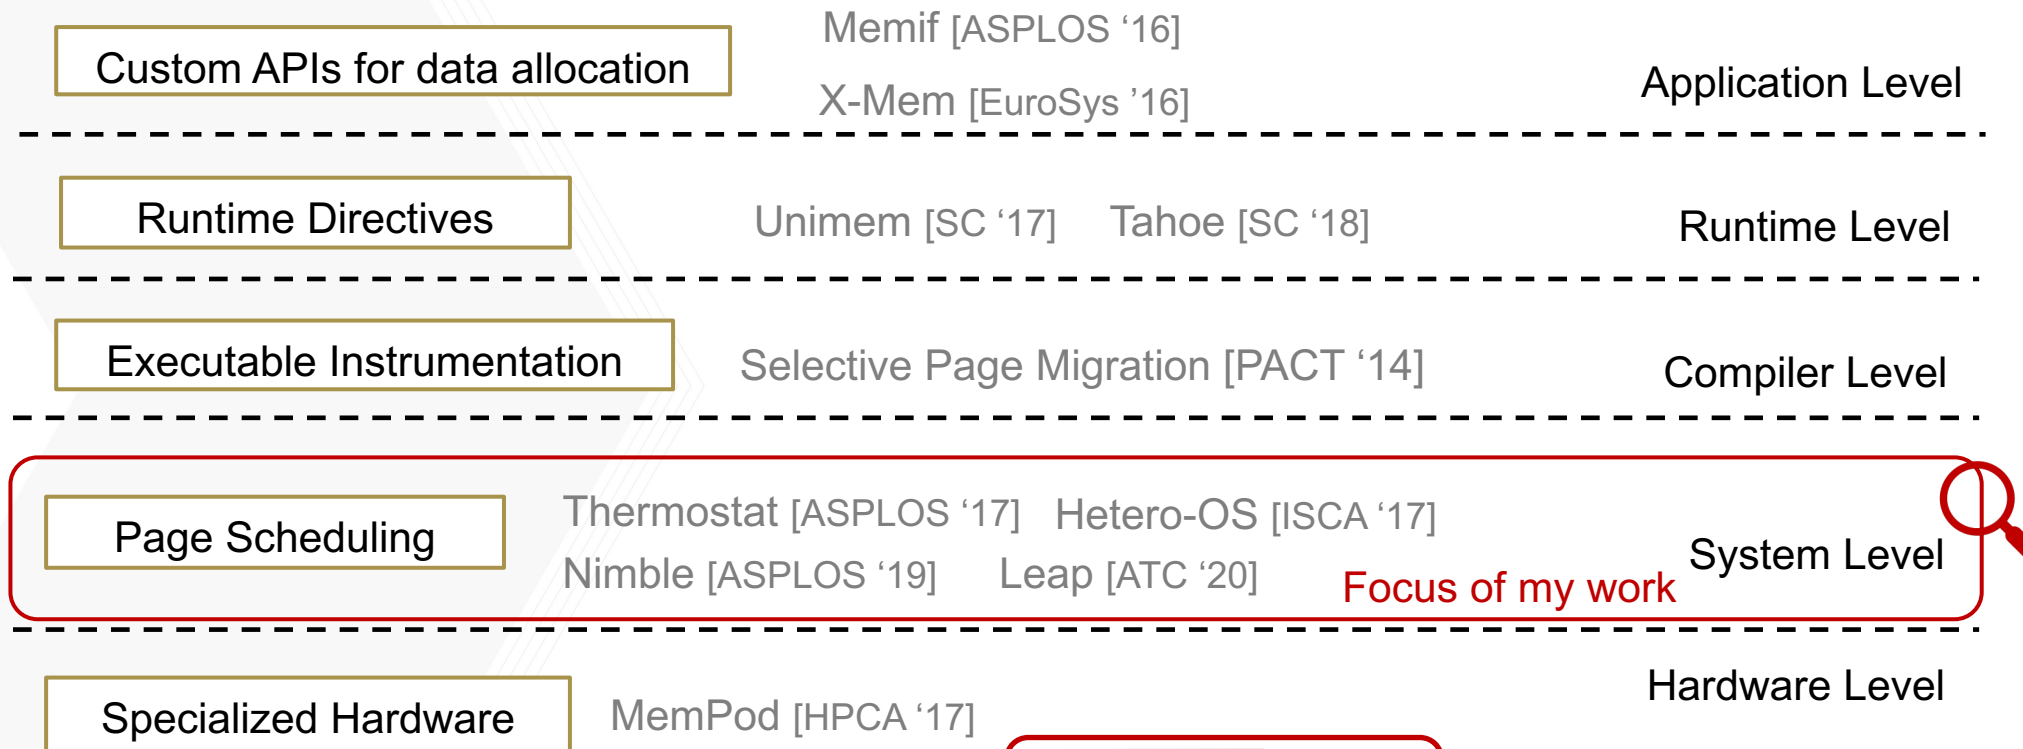 Memif [ASPLOS ‘16]
Custom APIs for data allocation
X-Mem [EuroSys ’16]
Application Level
Runtime Directives
Unimem [SC ‘17] Tahoe [SC ‘18]
Runtime Level
Executable Instrumentation
Selective Page Migration [PACT ‘14]
Compiler Level
Page Scheduling
Thermostat [ASPLOS ‘17] Hetero-OS [ISCA ‘17]
Nimble [ASPLOS ‘19] Leap [ATC ‘20]
Focus of my work
System Level
Hardware Level
Specialized Hardware
MemPod [HPCA ‘17]